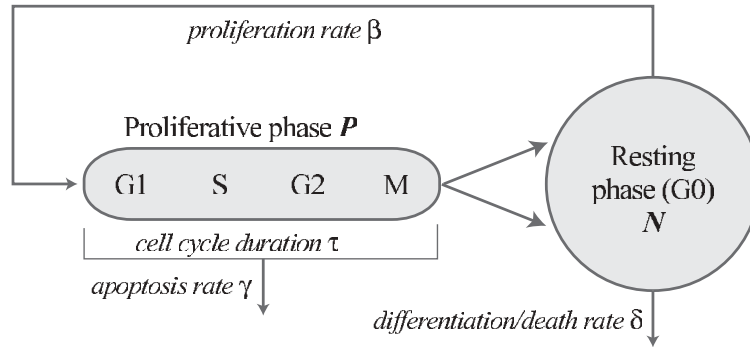 proliferation rate β
Proliferative phase P
G1 S G2 M
cell cycle duration τ
apoptosis rate γ
Resting
phase (G0)
N
differentiation/death rate δ